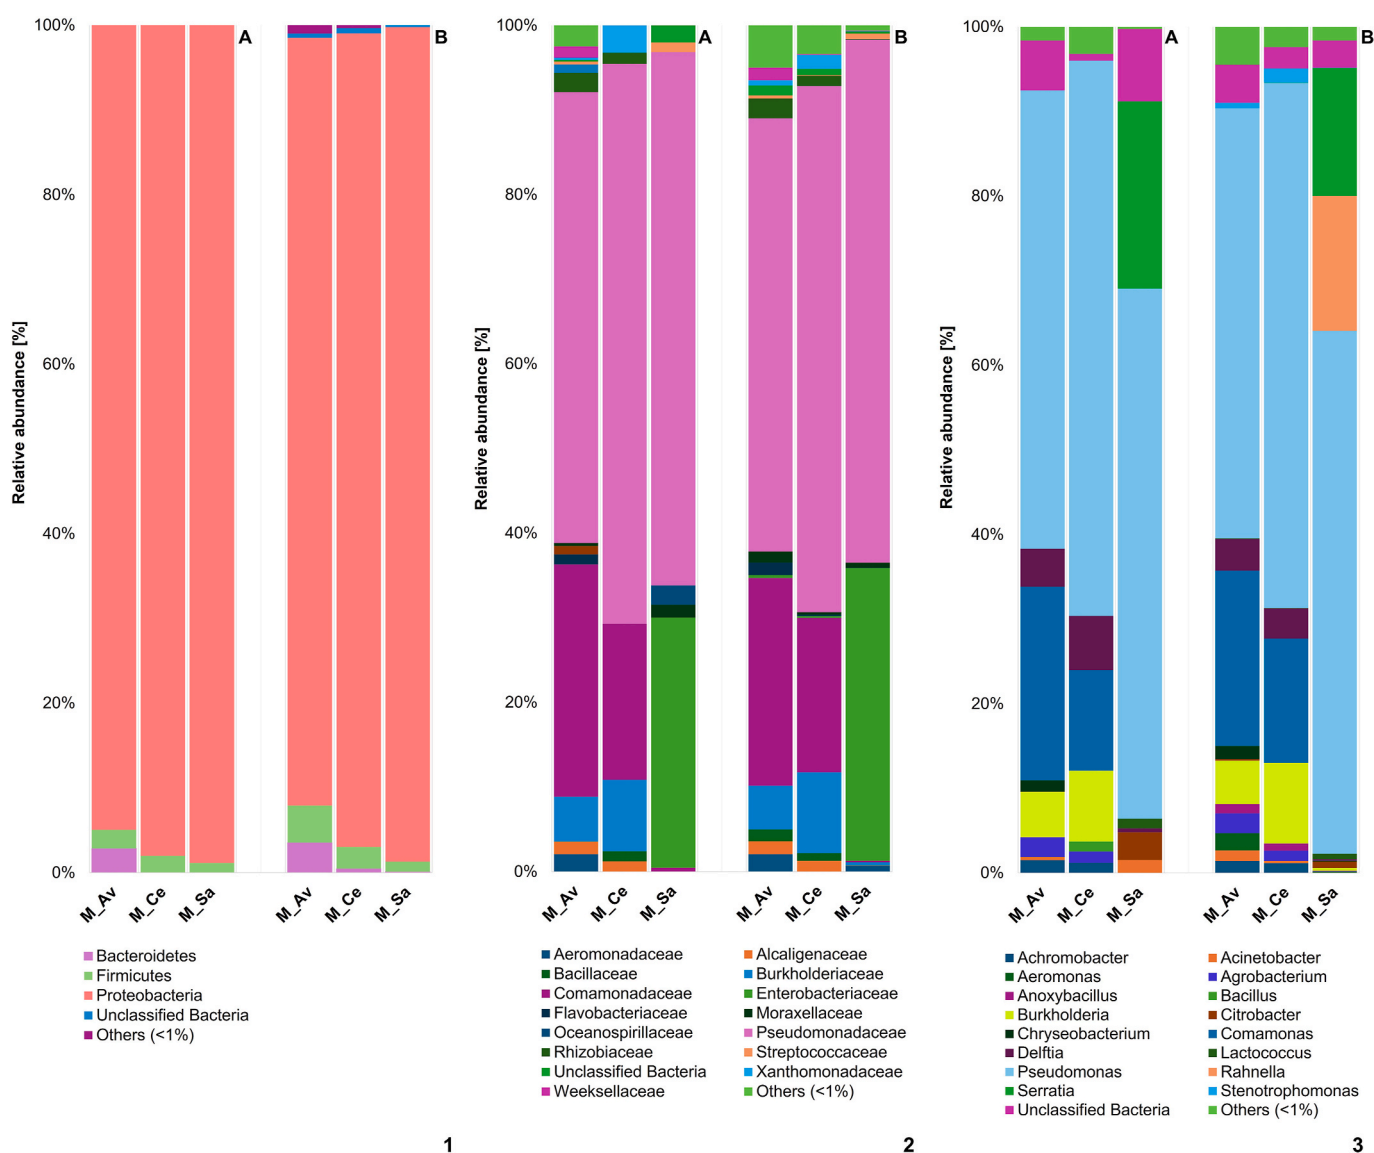 100%
80%
60%
40%
20%
0%
Relative abundance [%]
A
B
M_Av
M_Ce
M_Sa
M_Av
M_Ce
M_Sa
Bacteroidetes
Firmicutes
Proteobacteria
Unclassified Bacteria
Others (<1%)
1
100%
80%
60%
40%
20%
0%
Relative abundance [%]
A
B
M_Av
M_Ce
M_Sa
M_Av
M_Ce
M_Sa
Aeromonadaceae
Alcaligenaceae
Bacillaceae
Burkholderiaceae
Comamonadaceae
Enterobacteriaceae
Flavobacteriaceae
Moraxellaceae
Oceanospirillaceae
Pseudomonadaceae
Rhizobiaceae
Streptococcaceae
Unclassified Bacteria
Xanthomonadaceae
Weeksellaceae
Others (<1%)
2
100%
80%
60%
40%
20%
0%
Relative abundance [%]
A
B
M_Av
M_Ce
M_Sa
M_Av
M_Ce
M_Sa
Achromobacter
Acinetobacter
Aeromonas
Agrobacterium
Anoxybacillus
Bacillus
Burkholderia
Citrobacter
Chryseobacterium
Comamonas
Delftia
Lactococcus
Pseudomonas
Rahnella
Serratia
Stenotrophomonas
Unclassified Bacteria
Others (<1%)
3